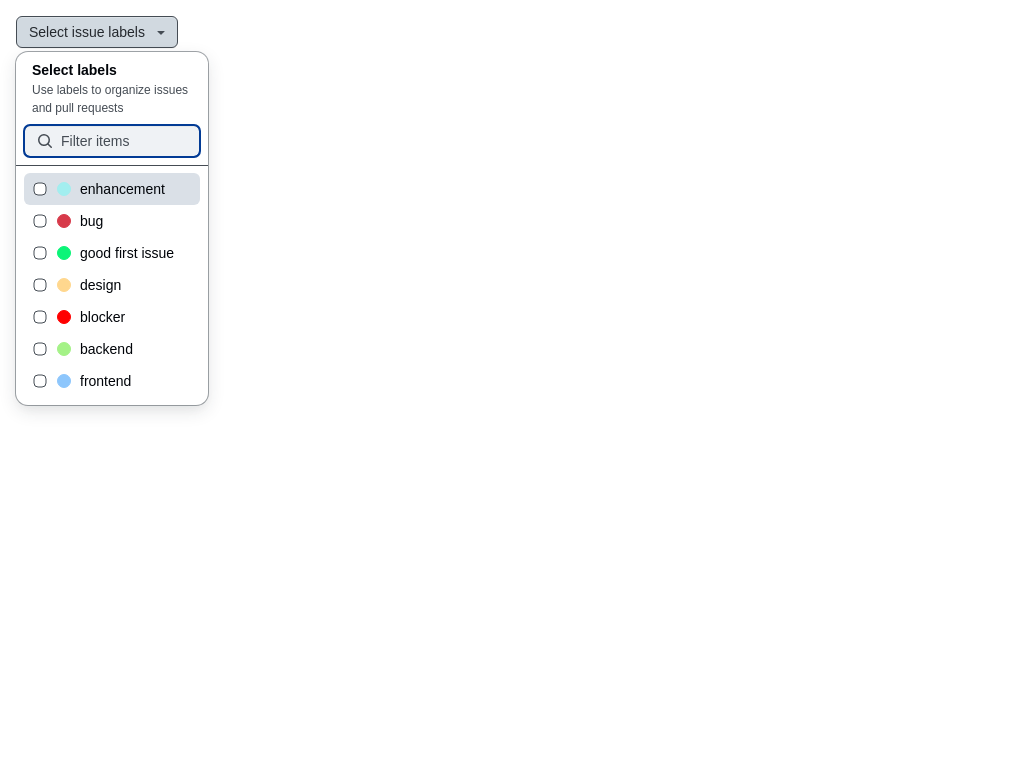 Select issue labels
Select labels
Use labels to organize issues
and pull requests
Filter items
enhancement
bug
good first issue
design
blocker
backend
frontend